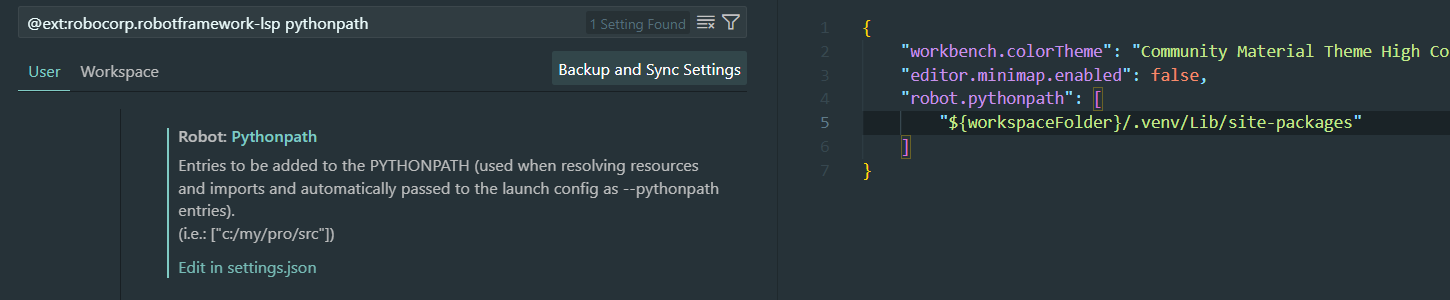 @ext:robocorp.robotframework-lsp pythonpath
1 Setting Found
User
Workspace
Backup and Sync Settings
Robot: Pythonpath
Entries to be added to the PYTHONPATH (used when resolving resources
and imports and automatically passed to the launch config as --pythonpath
entries).
(i.e.: ["c:/my/pro/src"])
Edit in settings.json
1 {
2 "workbench.colorTheme": "Community Material Theme High Co
3 "editor.minimap.enabled": false,
4 "robot.pythonpath": [
5 "${workspaceFolder}/.venv/Lib/site-packages"
6 ]
7 }